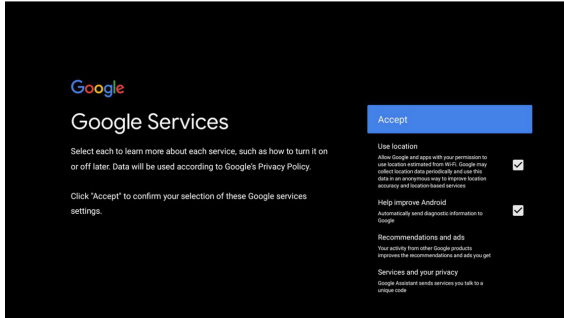 Google
Google Services
Select each to learn more about each service, such as how to turn it on
or off later. Data will be used according to Google's Privacy Policy.
Click "Accept" to confirm your selection of these Google services
settings.
Accept
Use location
Allow Google and apps with your permission to
use location estimated from Wi-Fi. Google may
collect location data periodically and use this
data in an anonymous way to improve location
accuracy and location-based services
Help improve Android
Automatically send diagnostic information to
Google
Recommendations and ads
Your activity from other Google products
improves the recommendations and ads you get
Services and your privacy
Google Assistant sends services you talk to a
unique code